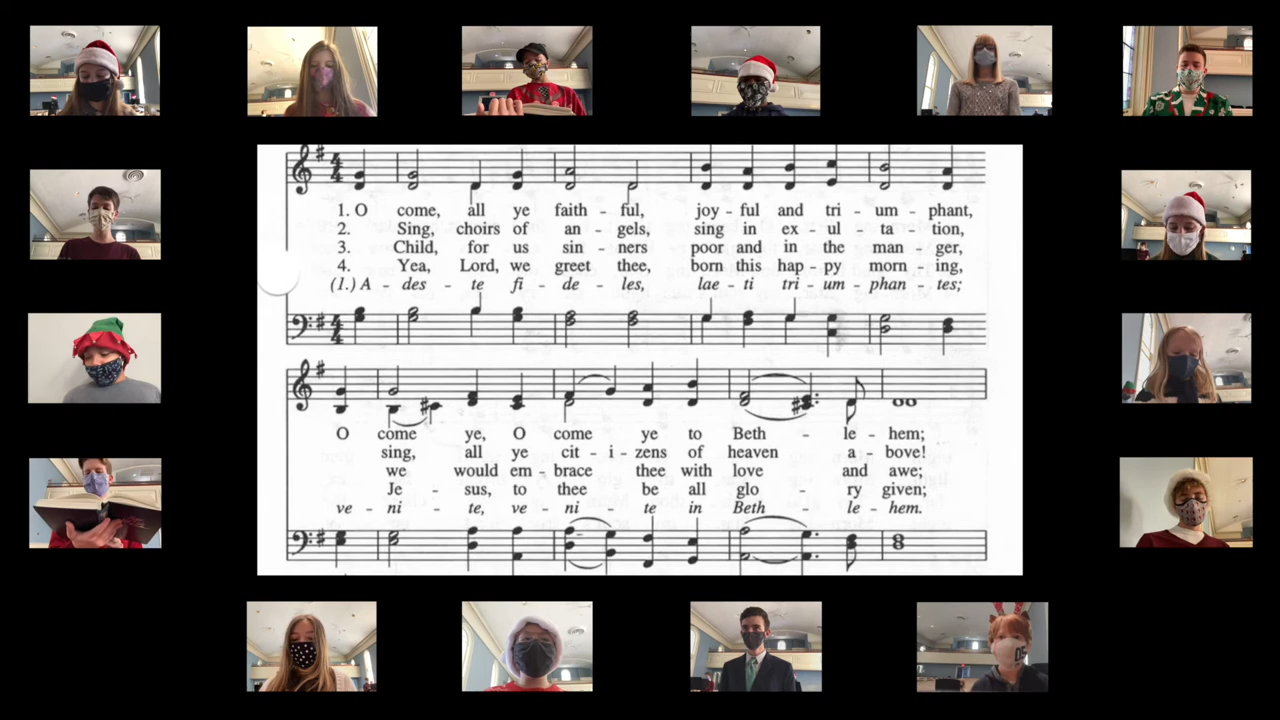 1. O come, all ye faith - ful, joy - ful and tri - um - phant,
2. Sing, choirs of an gels, sing in ex - ul ta - tion,
3. Child, for us sin - ners poor and in the man - ger,
4. Yea, Lord, we greet thee, born this hap py morn - ing,
(1.) A - des - te fi - de - les, lae - ti tri - um - phan - tes;
O come ye, O come ye to Beth - le - hem;
sing, all ye cit - i - zens of heaven a - bove!
we would em - brace thee with love and awe;
Je - sus, to thee be all glo - ry given;
ve - ni - te, ve - ni te in Beth - le - hem.